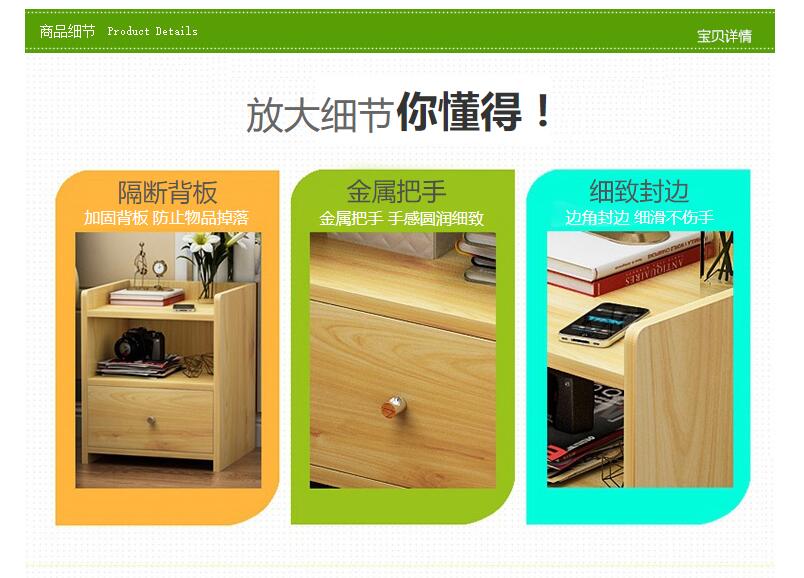 商品细节 Product Details
宝贝详情
放大细节你懂得！
隔断背板
加固背板 防止物品掉落
金属把手
金属把手 手感圆润细致
细致封边
边角封边 细滑不伤手
ANTIQUAIRES